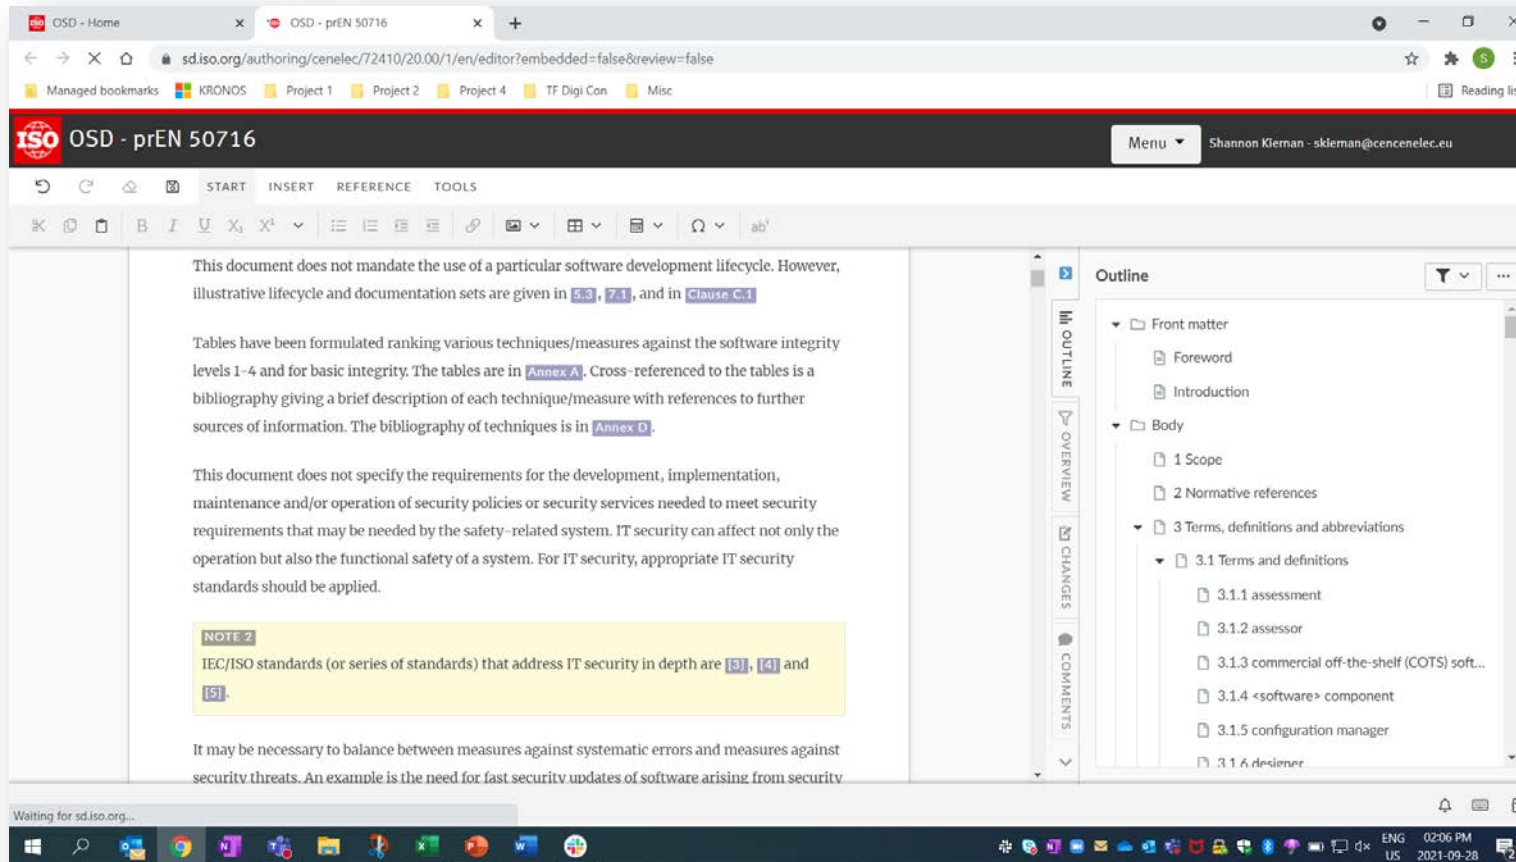 OSD - Home
OSD - prEN 50716
sd.iso.org/authoring/cenelec/72410/20.00/1/en/editor?embedded=false&review=false
S
Managed bookmarks KRONOS Project 1 Project 2 Project 4 TF Digi Con Misc
Reading lis
ISO OSD - prEN 50716
Menu
Shannon Kiernan - skiernan@cencenelec.eu
START INSERT REFERENCE TOOLS
B I U X₁ X¹ Ω ab¹
This document does not mandate the use of a particular software development lifecycle. However,
illustrative lifecycle and documentation sets are given in 5.3 , 7.1 , and in Clause C.1
Tables have been formulated ranking various techniques/measures against the software integrity
levels 1-4 and for basic integrity. The tables are in Annex A . Cross-referenced to the tables is a
bibliography giving a brief description of each technique/measure with references to further
sources of information. The bibliography of techniques is in Annex D .
This document does not specify the requirements for the development, implementation,
maintenance and/or operation of security policies or security services needed to meet security
requirements that may be needed by the safety-related system. IT security can affect not only the
operation but also the functional safety of a system. For IT security, appropriate IT security
standards should be applied.
NOTE 2
IEC/ISO standards (or series of standards) that address IT security in depth are [3] , [4] and
[5] .
It may be necessary to balance between measures against systematic errors and measures against
security threats. An example is the need for fast security updates of software arising from security
OUTLINE
OVERVIEW
CHANGES
COMMENTS
Outline
Front matter
Foreword
Introduction
Body
1 Scope
2 Normative references
3 Terms, definitions and abbreviations
3.1 Terms and definitions
3.1.1 assessment
3.1.2 assessor
3.1.3 commercial off-the-shelf (COTS) soft...
3.1.4 <software> component
3.1.5 configuration manager
3.1.6 designer
Waiting for sd.iso.org...
ENG 02:06 PM
US 2021-09-28
2